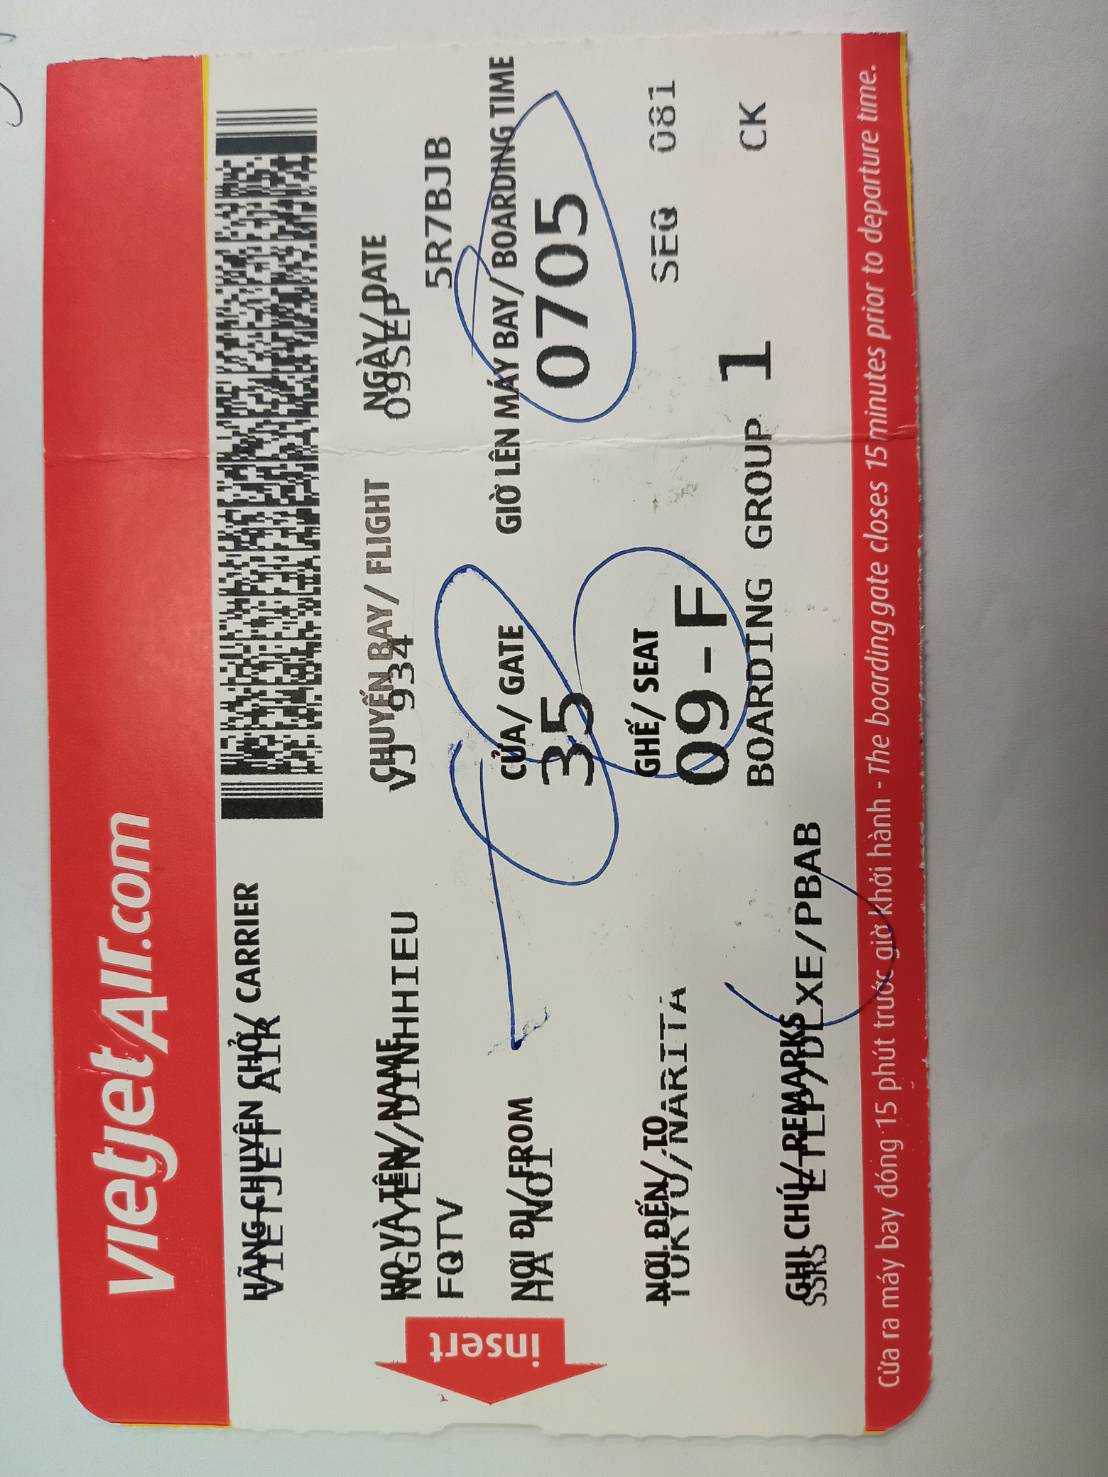 vietjetAir.com
HÃNG CHUYÊN CHỞ/ CARRIER
VIETJET AIR
HỌ VÀ TÊN/ NAME
NGUYEN/DINHHIEU
FQTV
CHUYẾN BAY/ FLIGHT
VJ 934
NGÀY/ DATE
09SEP
5R7BJB
NƠI ĐI/ FROM
HA NOI
CỬA/ GATE
35
GIỜ LÊN MÁY BAY/ BOARDING TIME
0705
NƠI ĐẾN/ TO
TOKYO/NARITA
GHẾ/ SEAT
09-F
SEQ 081
GHI CHÚ/ REMARKS
SSRS ETLP/DLXE/PBAB
BOARDING GROUP 1
CK
insert
Cửa ra máy bay đóng 15 phút trước giờ khởi hành - The boarding gate closes 15 minutes prior to departure time.